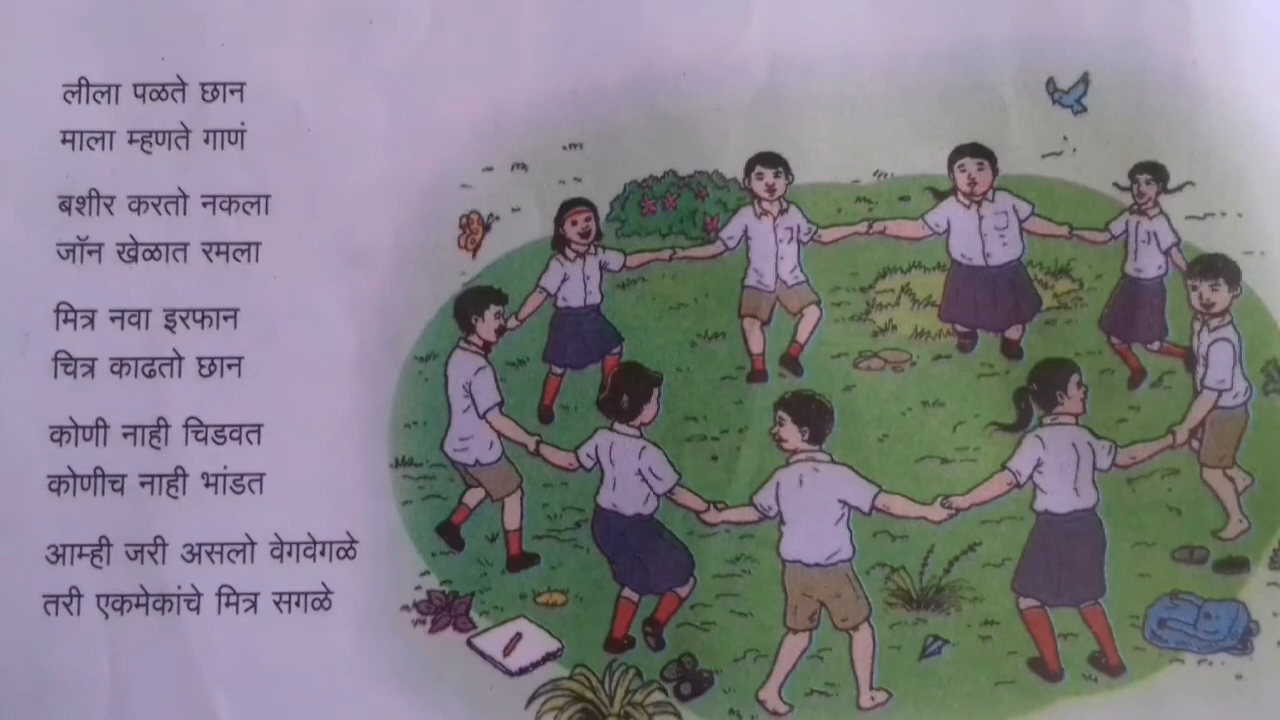 लीला पळते छान
माला म्हणते गाणं
बशीर करतो नकला
जॉन खेळात रमला
मित्र नवा इरफान
चित्र काढतो छान
कोणी नाही चिडवत
कोणीच नाही भांडत
आम्ही जरी असलो वेगवेगळे
तरी एकमेकांचे मित्र सगळे